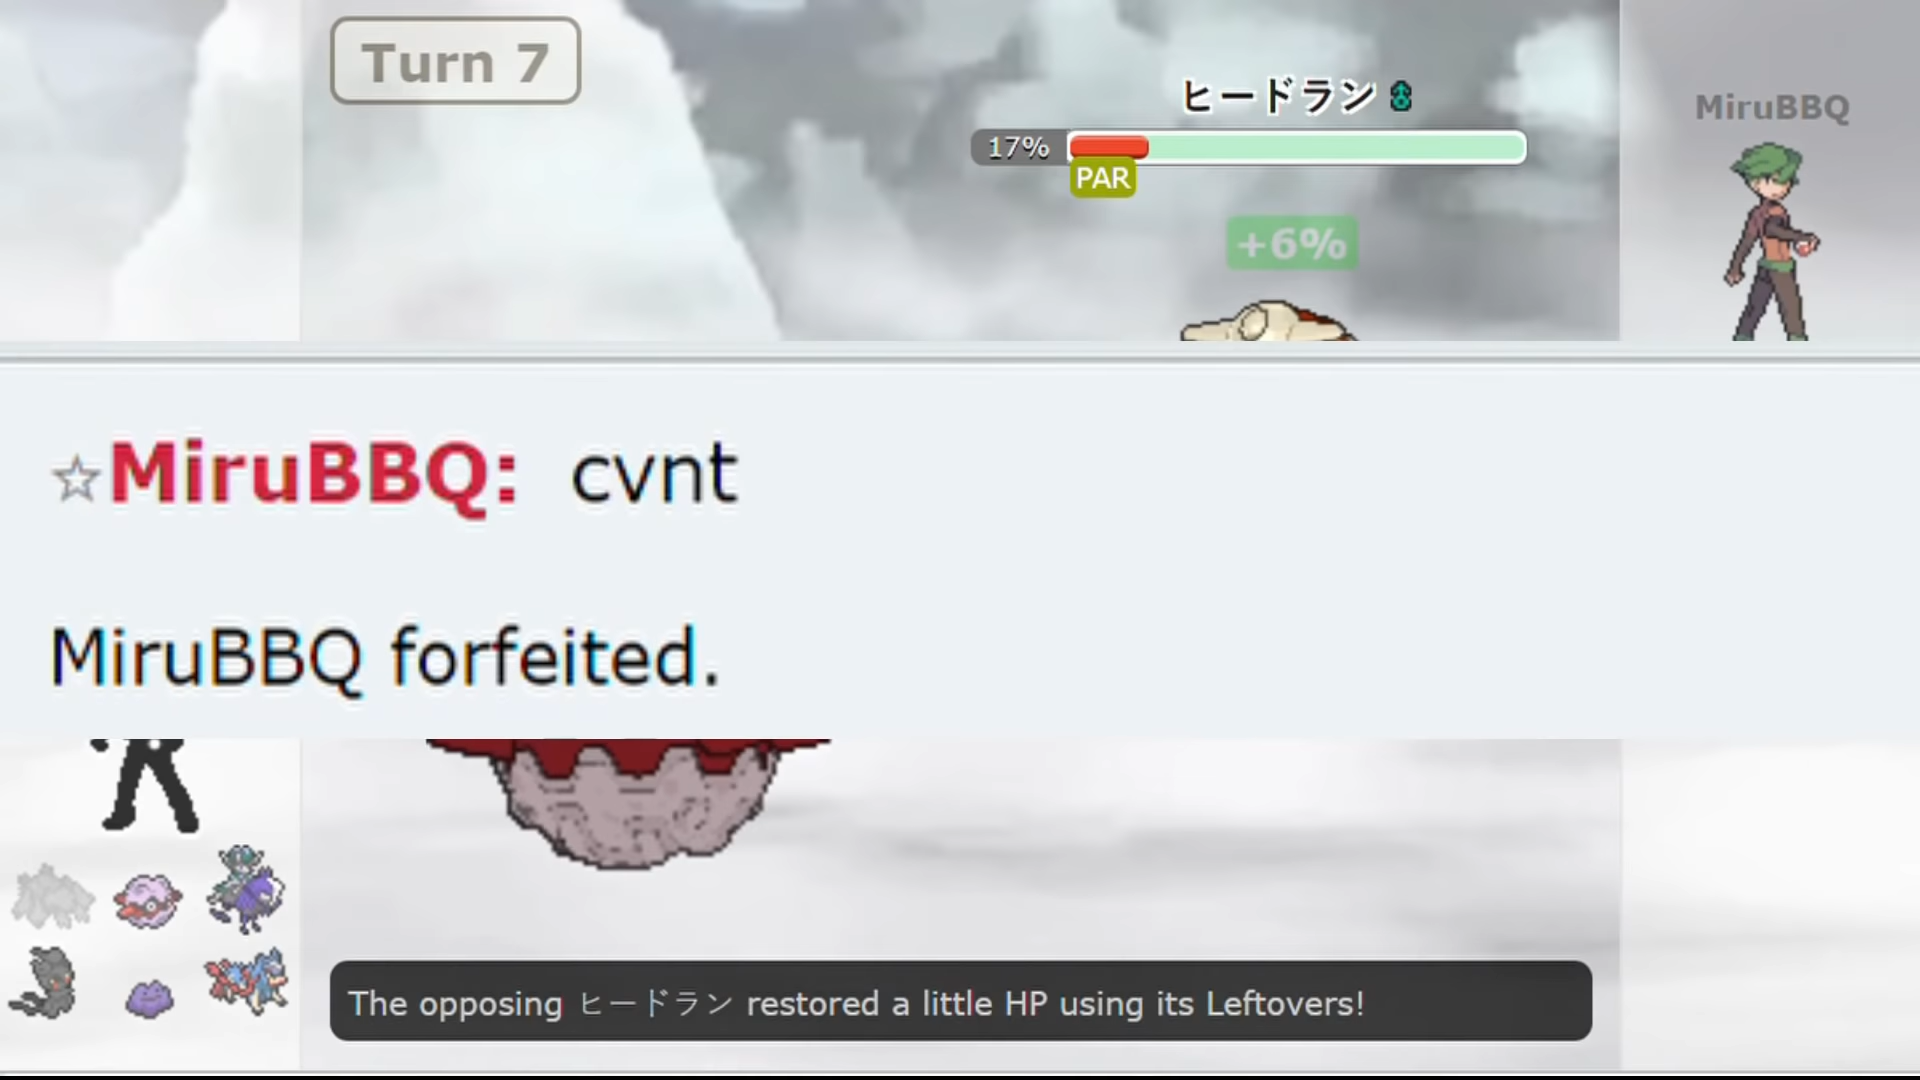 Turn 7
ヒードラン
MiruBBQ
17%
PAR
+6%
☆MiruBBQ: cvnt
MiruBBQ forfeited.
The opposing ヒードラン restored a little HP using its Leftovers!